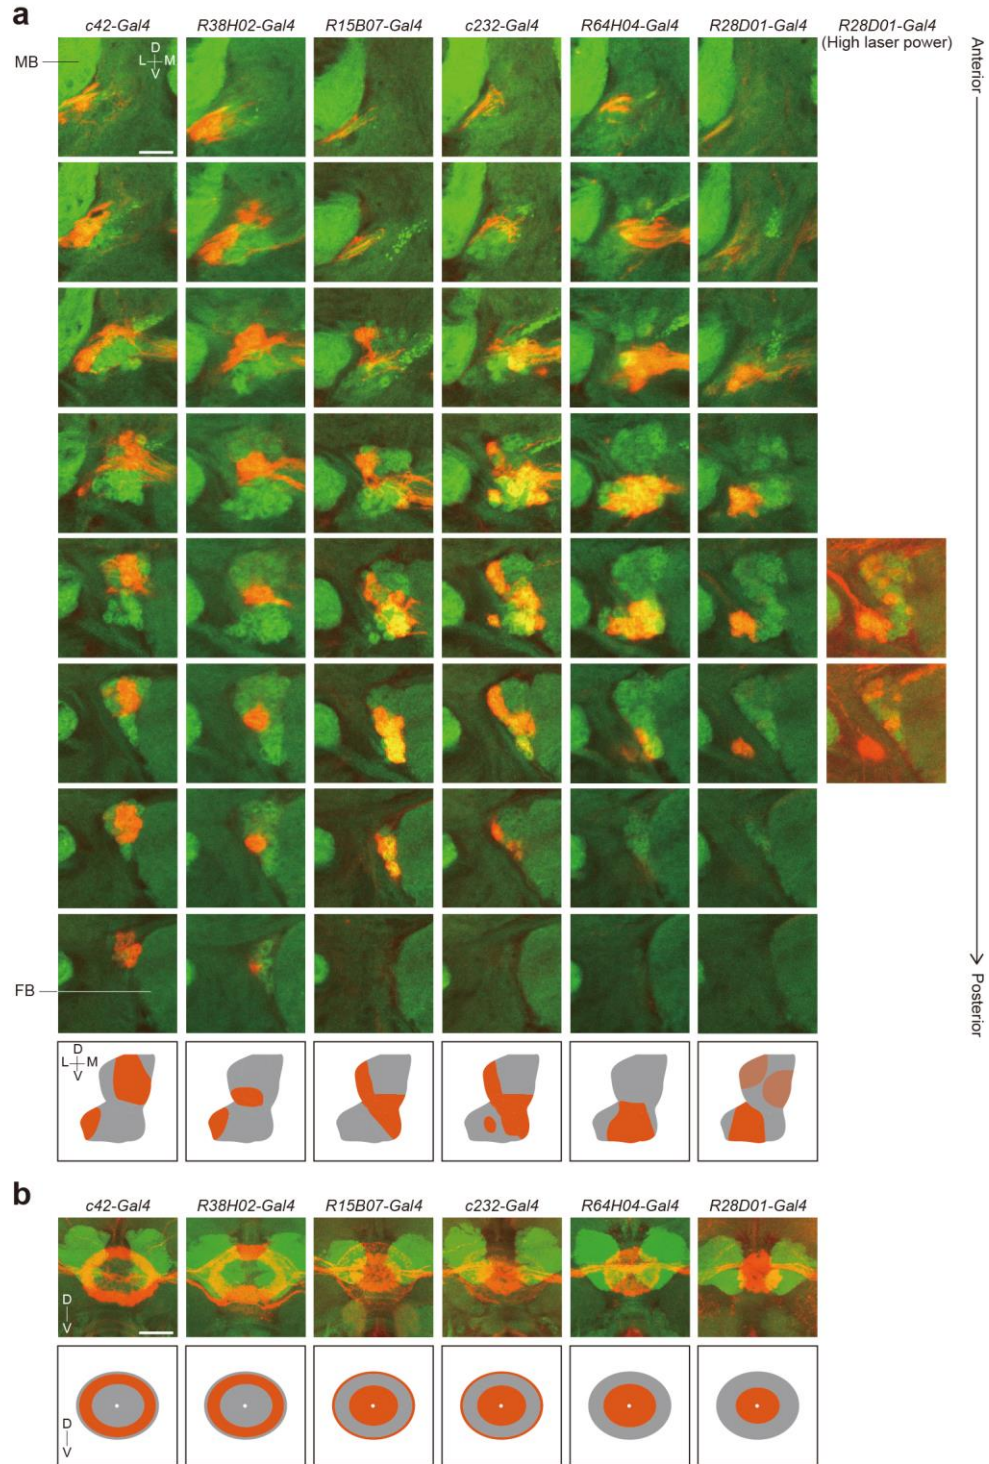 a
c42-Gal4 R38H02-Gal4 R15B07-Gal4 c232-Gal4 R64H04-Gal4 R28D01-Gal4 R28D01-Gal4
(High laser power)
MB
D
L M
V
Anterior
Posterior
FB
D
L M
V
b
c42-Gal4 R38H02-Gal4 R15B07-Gal4 c232-Gal4 R64H04-Gal4 R28D01-Gal4
D
V
D
V